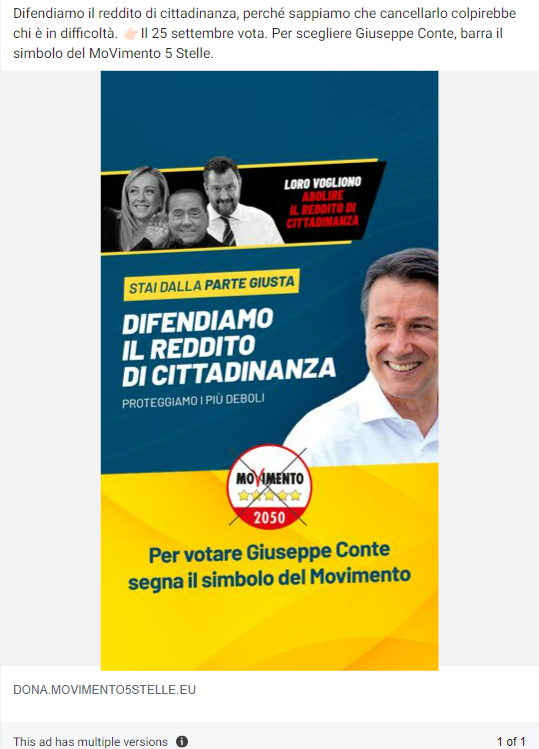 Difendiamo il reddito di cittadinanza, perché sappiamo che cancellarlo colpirebbe
chi è in difficoltà. 👉🏻 Il 25 settembre vota. Per scegliere Giuseppe Conte, barra il
simbolo del MoVimento 5 Stelle.
LORO VOGLIONO
ABOLIRE
IL REDDITO DI
CITTADINANZA
STAI DALLA PARTE GIUSTA
DIFENDIAMO
IL REDDITO
DI CITTADINANZA
PROTEGGIAMO I PIÙ DEBOLI
MOVIMENTO
2050
Per votare Giuseppe Conte
segna il simbolo del Movimento
DONA.MOVIMENTO5STELLE.EU
This ad has multiple versions
1 of 1